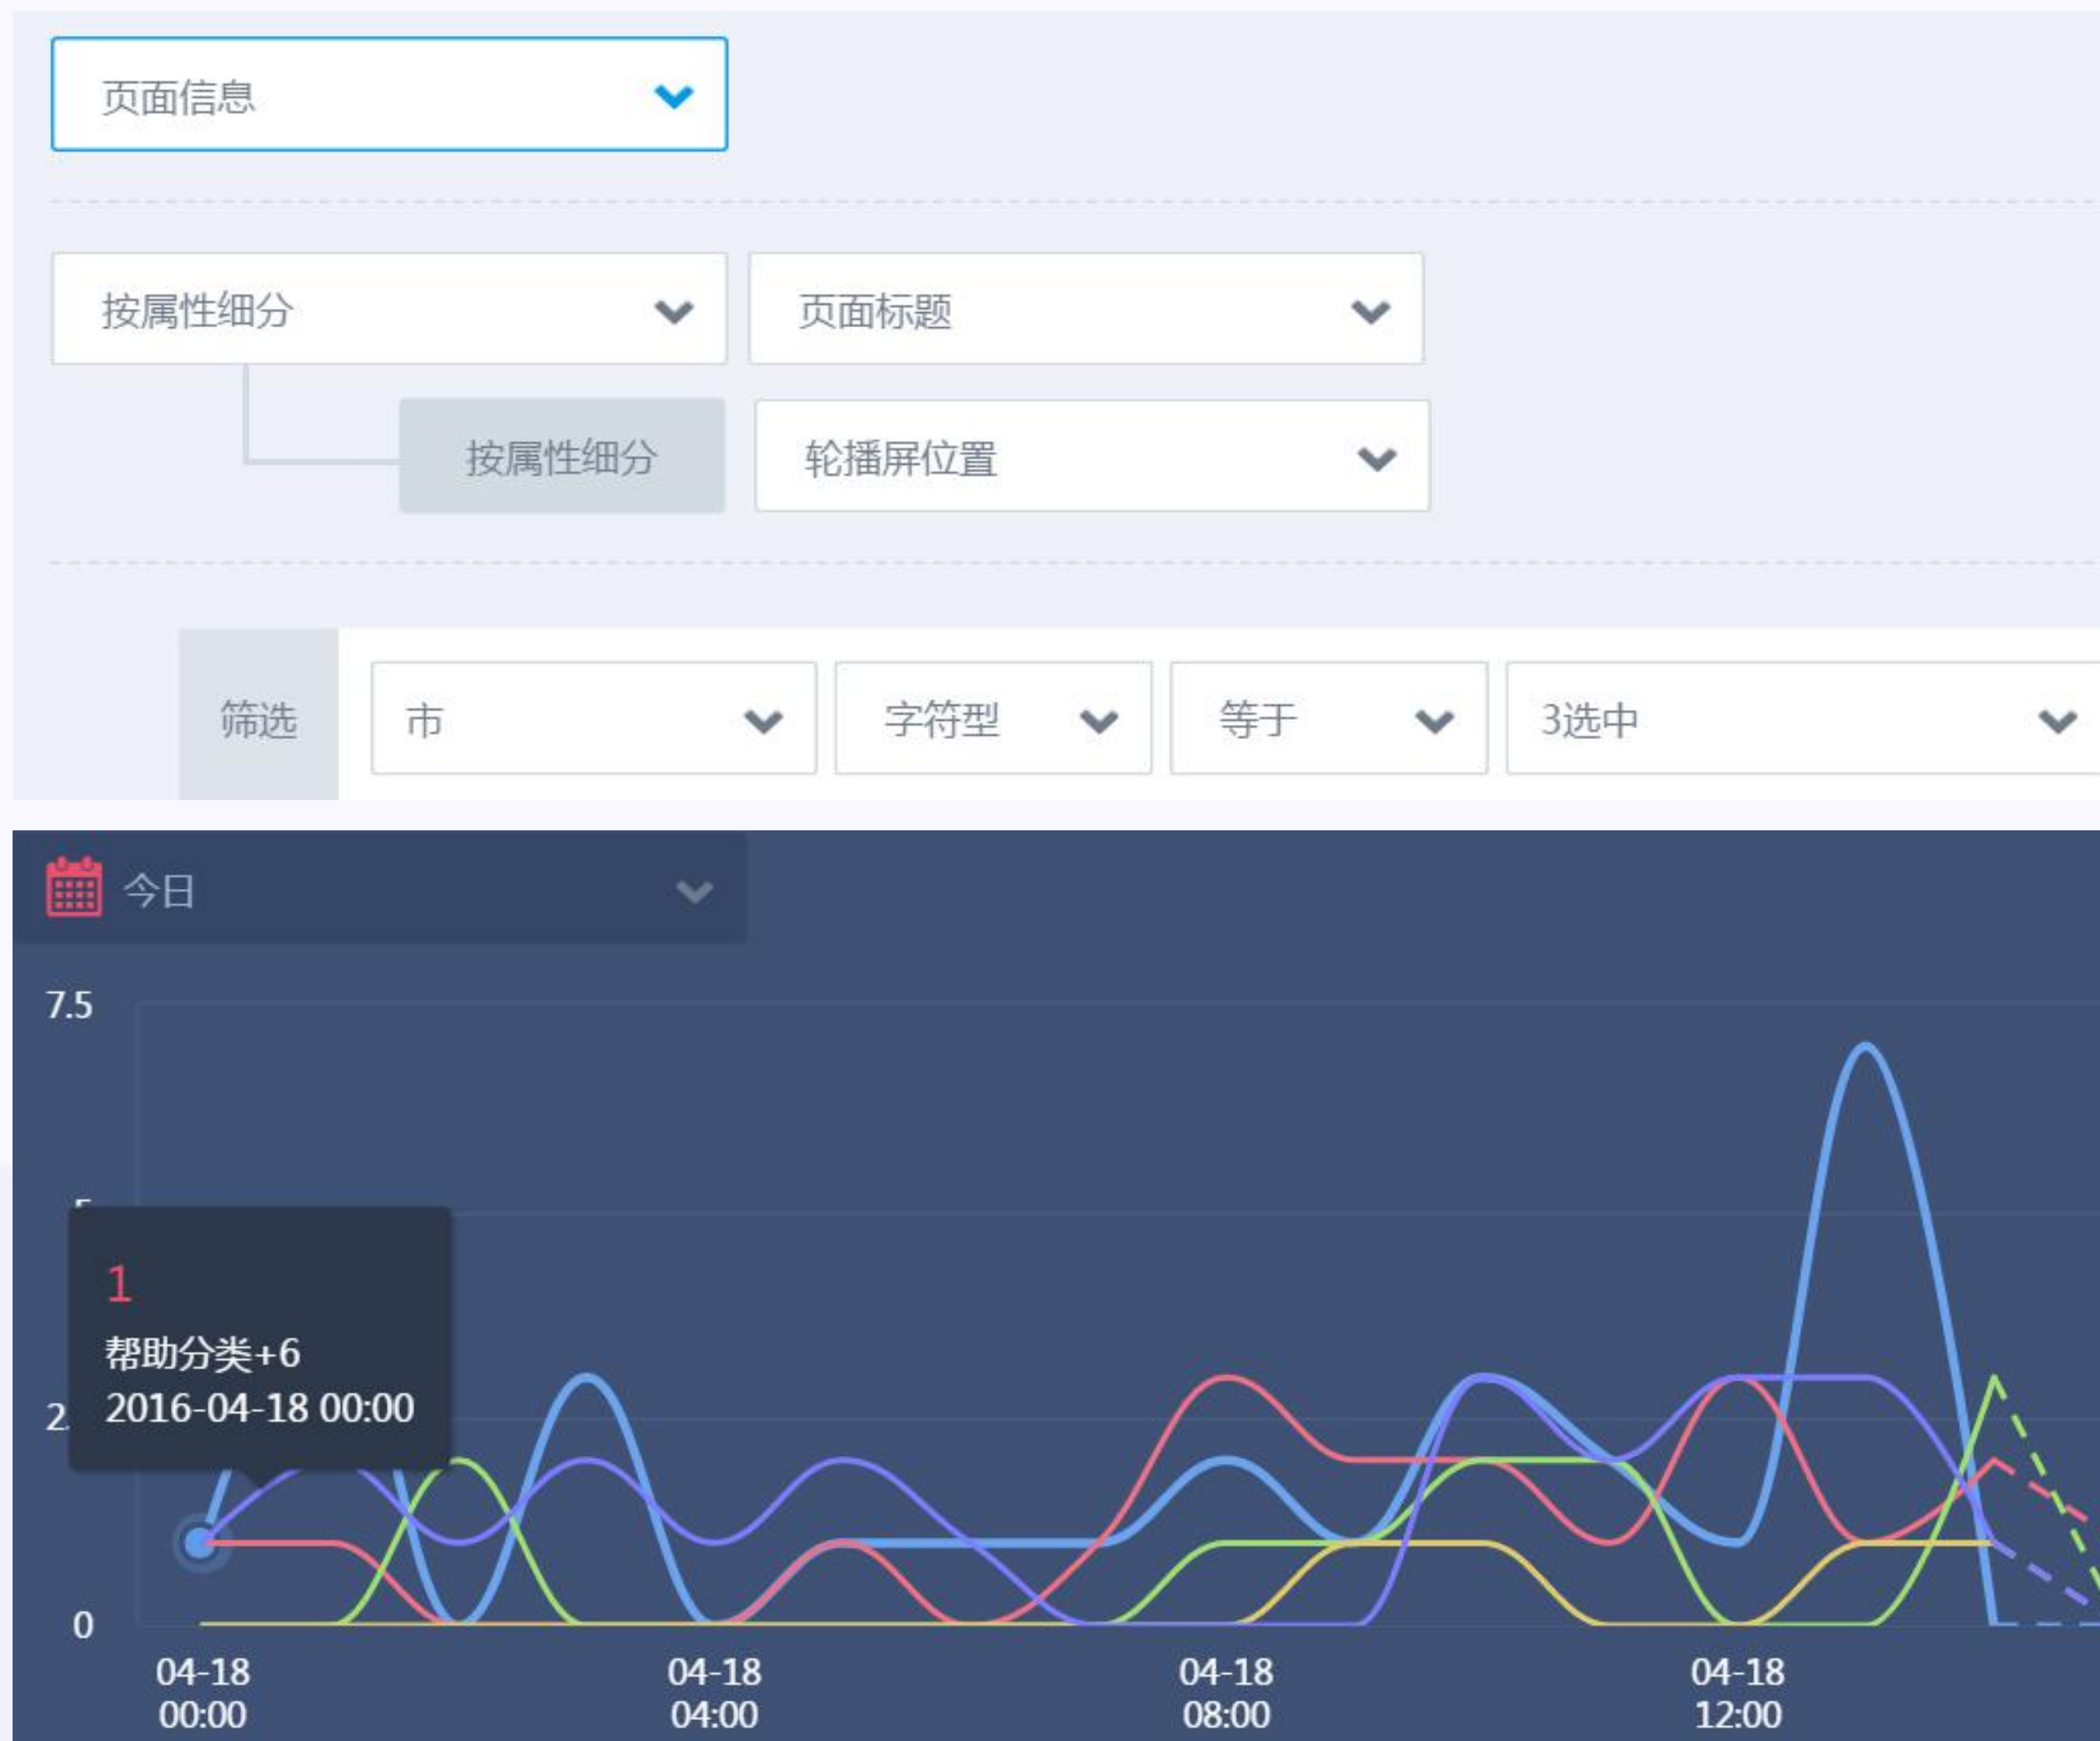 页面信息
按属性细分
页面标题
按属性细分
轮播屏位置
筛选
市
字符型
等于
3选中
今日
7.5
1
帮助分类+6
2016-04-18 00:00
0
04-18
00:00
04-18
04:00
04-18
08:00
04-18
12:00